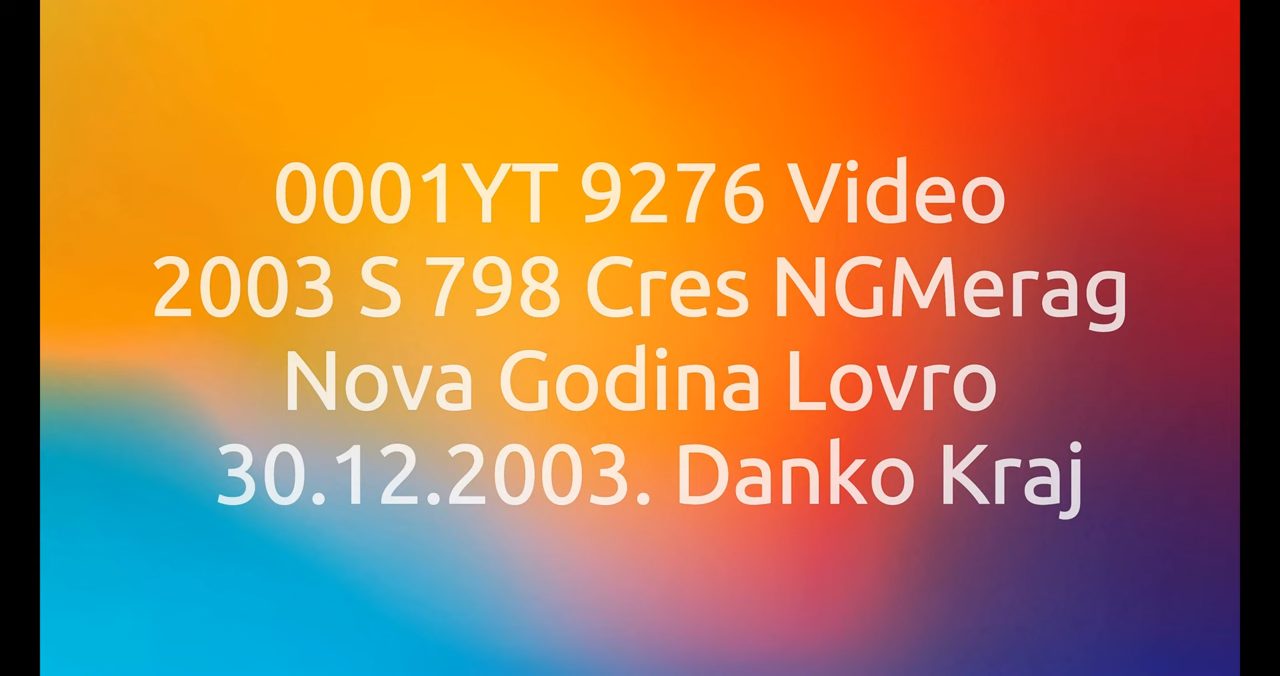 0001YT 9276 Video
2003 S 798 Cres NGMerag
Nova Godina Lovro
30.12.2003. Danko Kraj